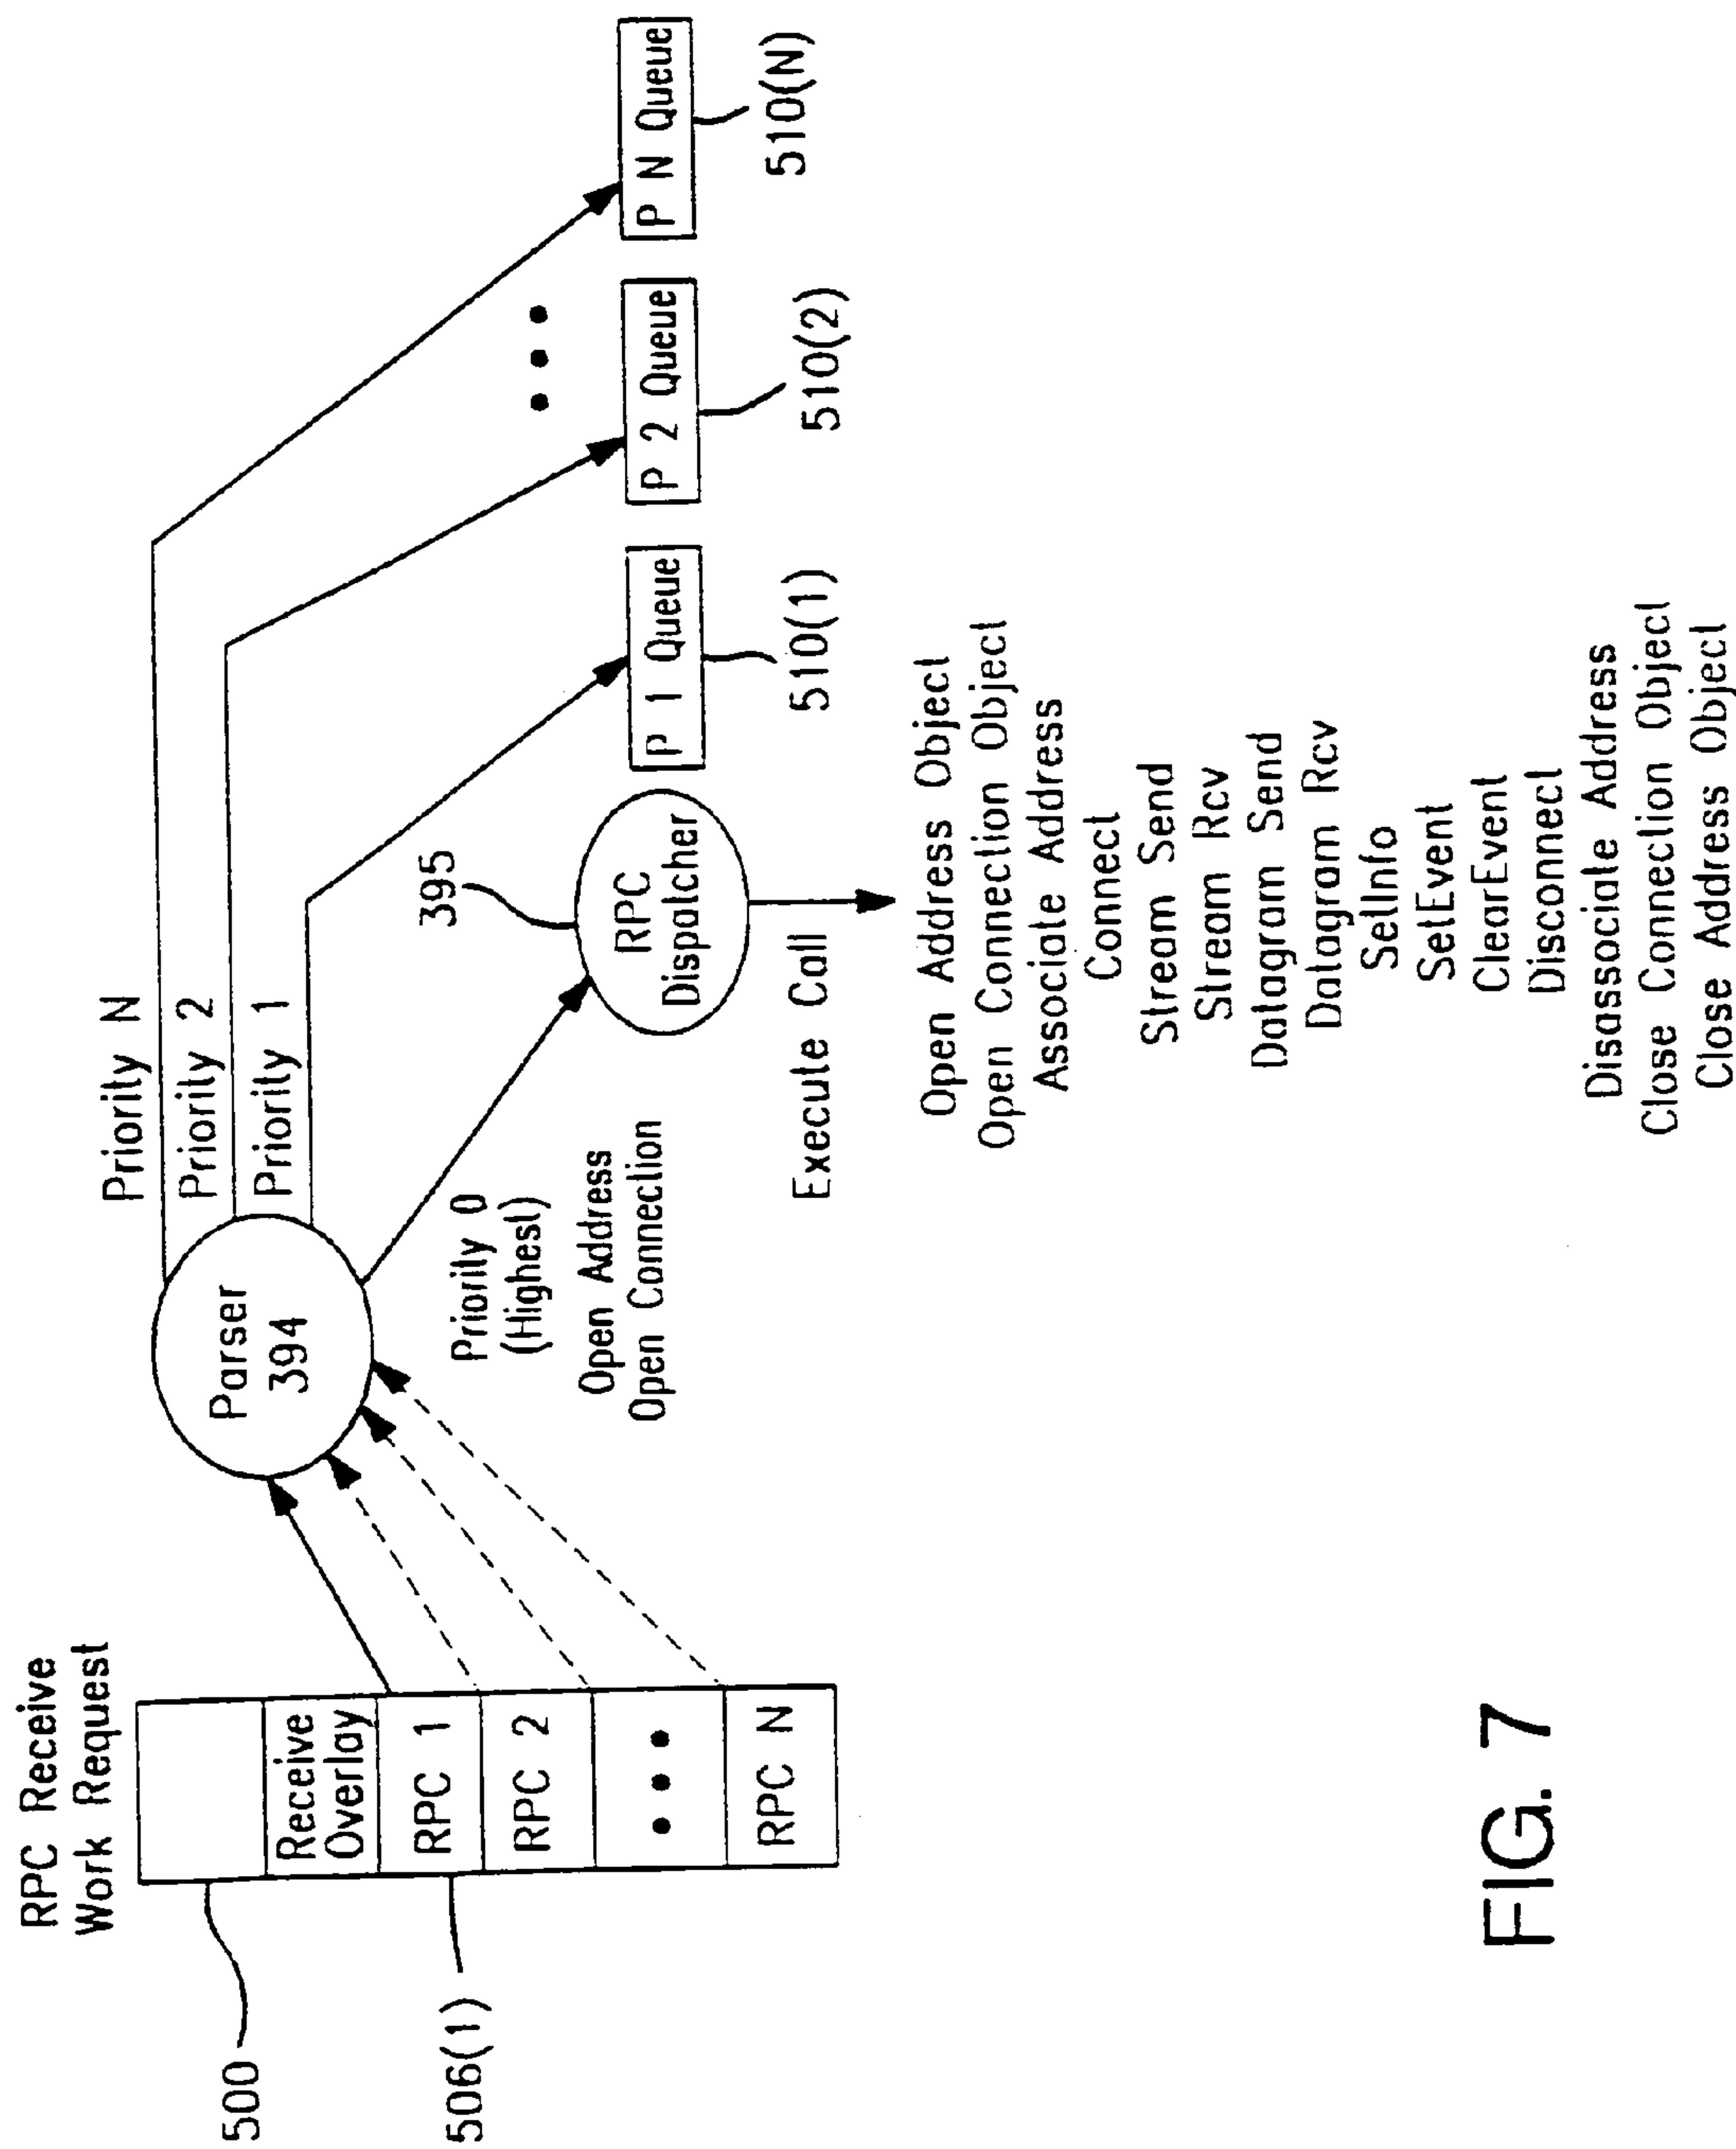 RPC Receive
Work Request
500
Receive
Overlay
506(1)
RPC 1
RPC 2
RPC N
Parser
394
Priority N
Priority 2
Priority 1
Priority 0
(Highest)
Open Address
Open Connection
395
RPC
Dispatcher
P 1 Queue
510(1)
P 2 Queue
510(2)
P N Queue
510(N)
Execute Call
Open Address Object
Open Connection Object
Associate Address
Connect
Stream Send
Stream Rcv
Datagram Send
Datagram Rcv
SetInfo
SetEvent
ClearEvent
Disconnect
Disassociate Address
Close Connection Object
Close Address Object
FIG. 7